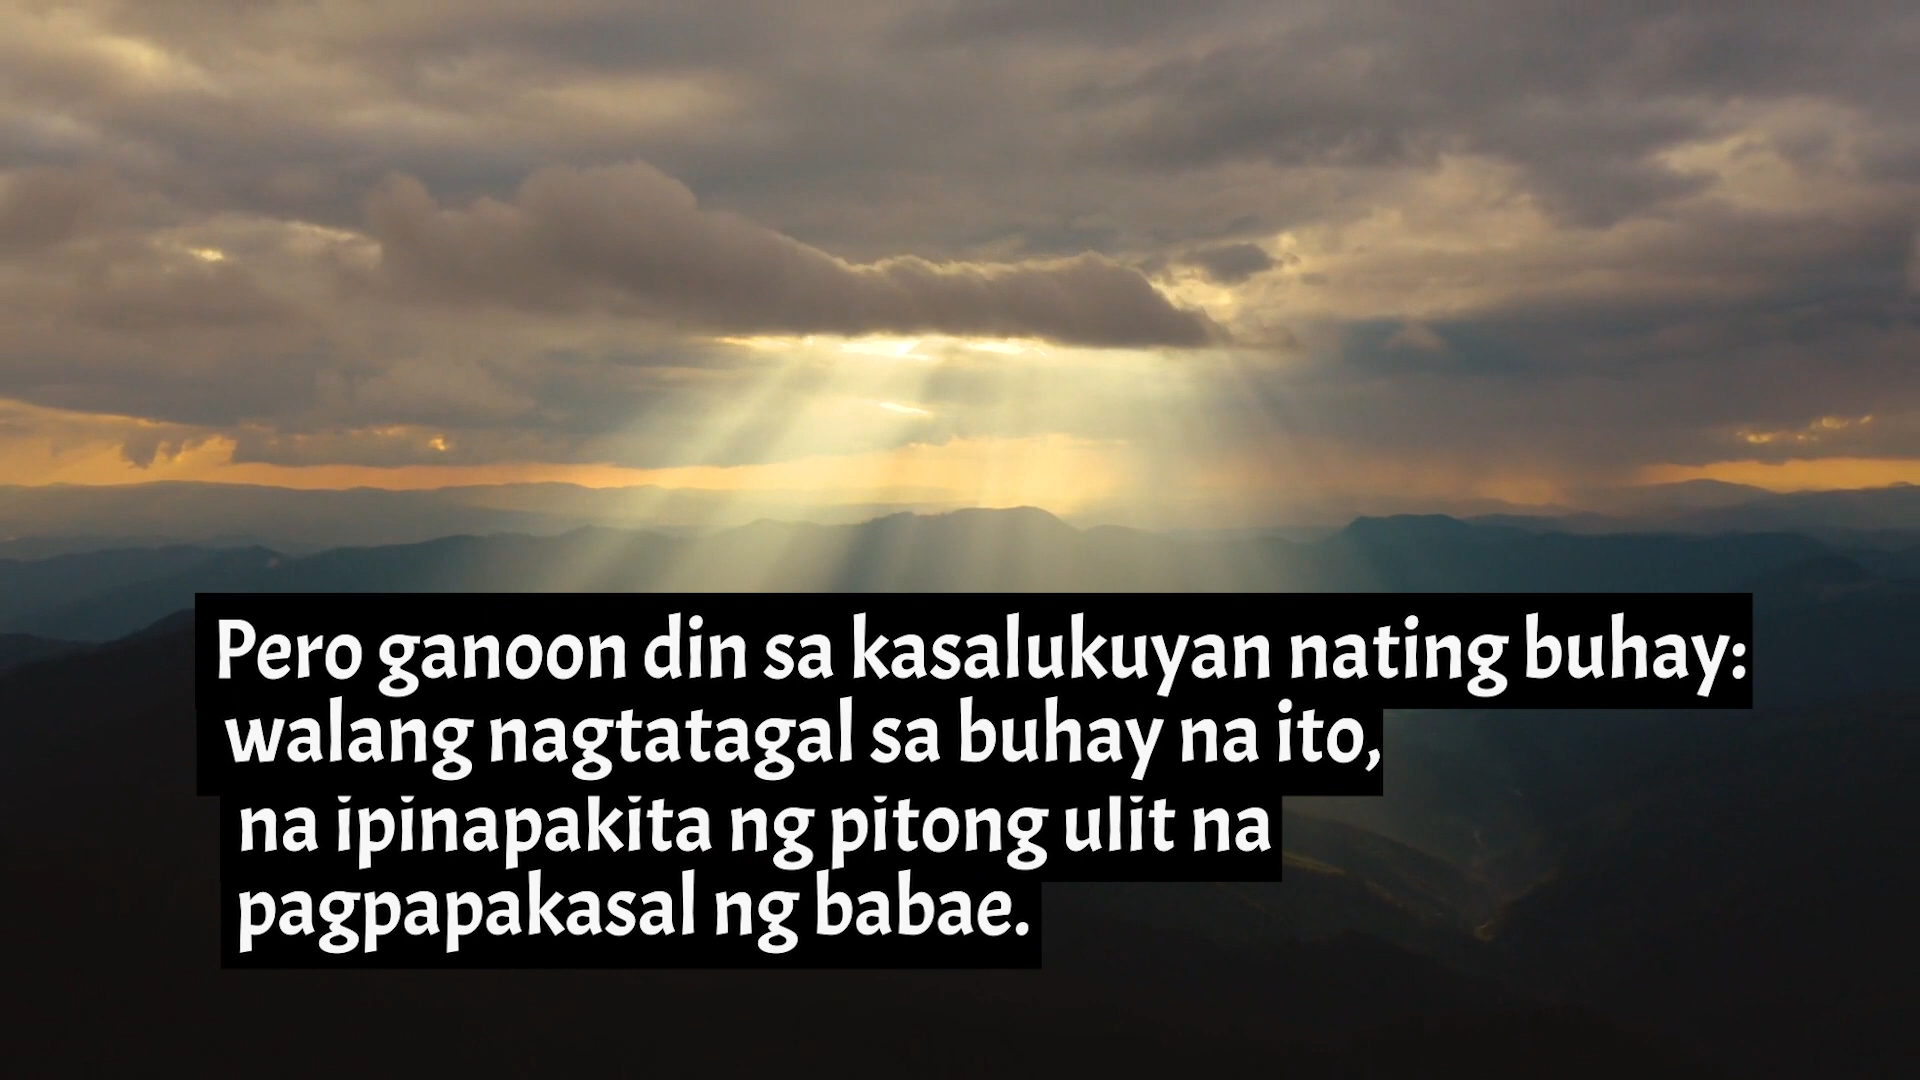 Pero ganoon din sa kasalukuyan nating buhay:
walang nagtatagal sa buhay na ito,
na ipinapakita ng pitong ulit na
pagpapakasal ng babae.